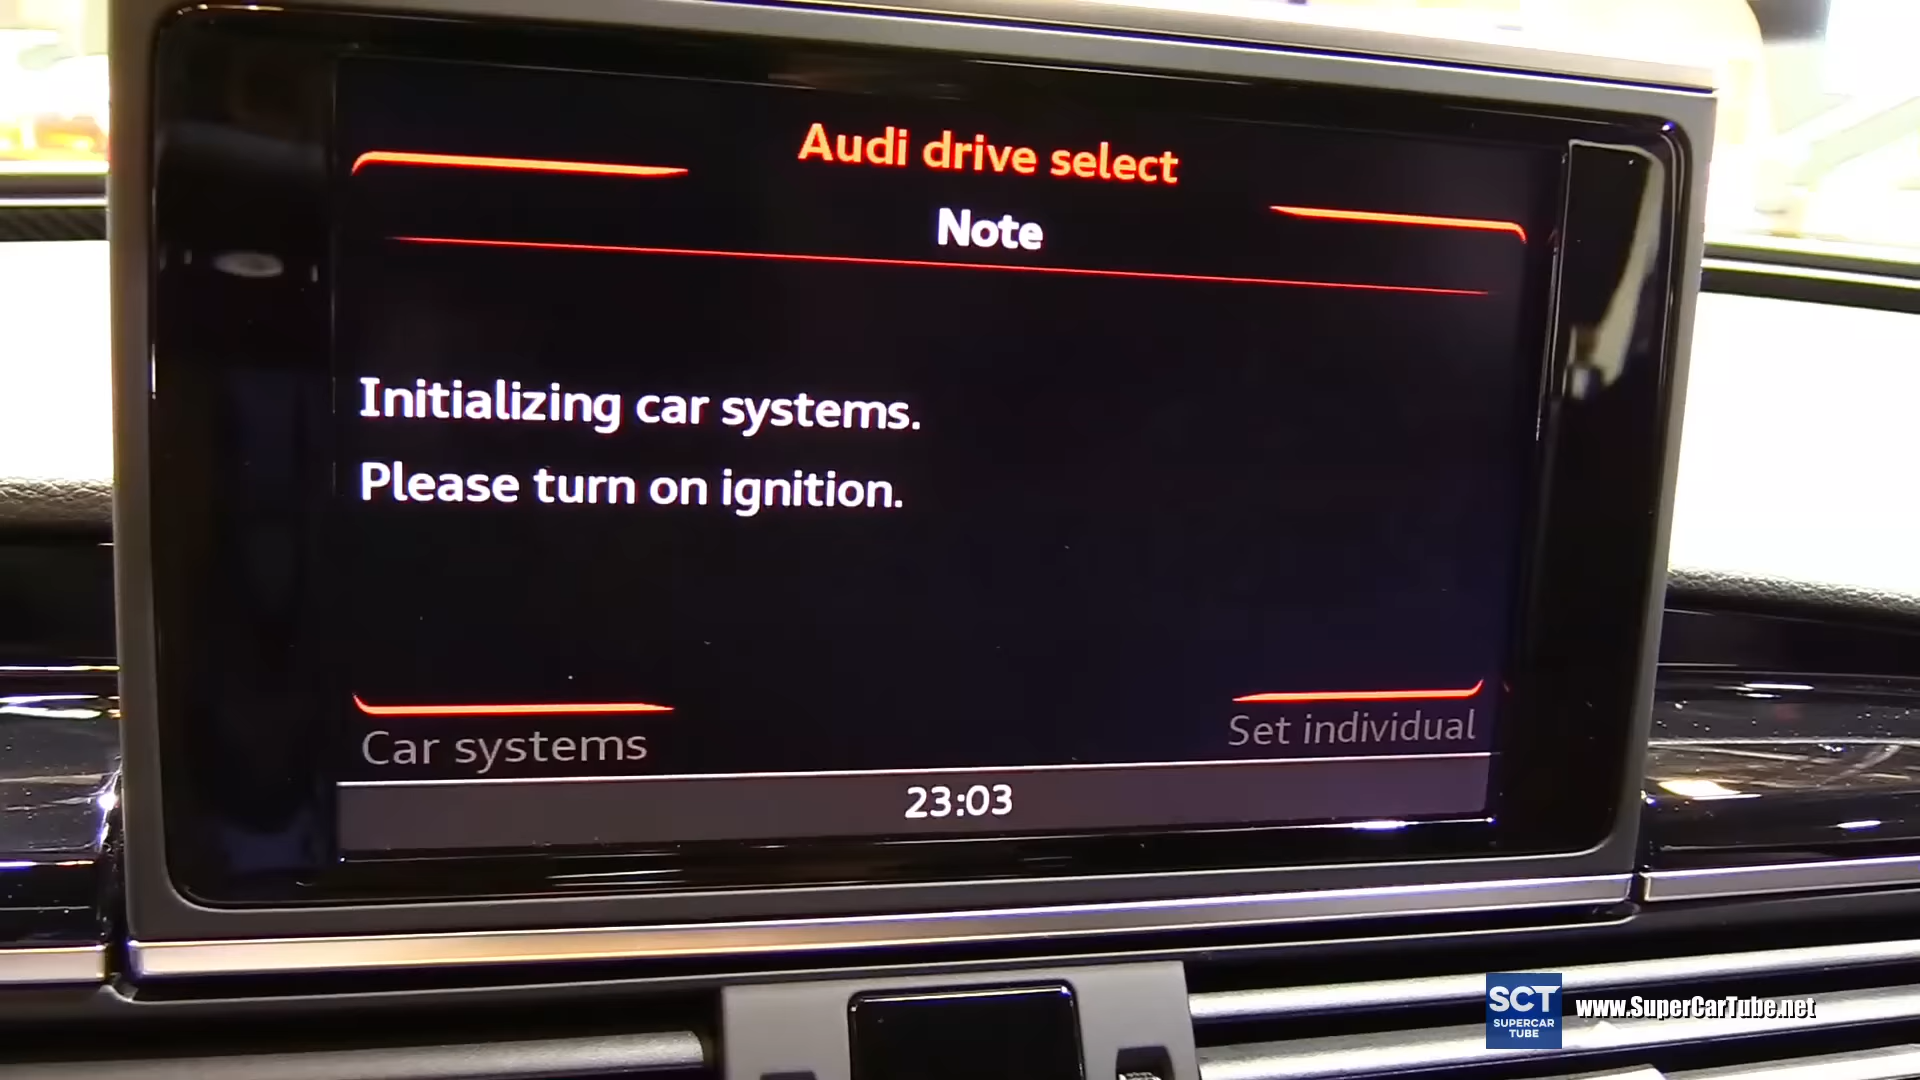 Audi drive select
Note
Initializing car systems.
Please turn on ignition.
Car systems
Set individual
23:03
SCT
SUPERCAR
TUBE
www.SuperCarTube.net